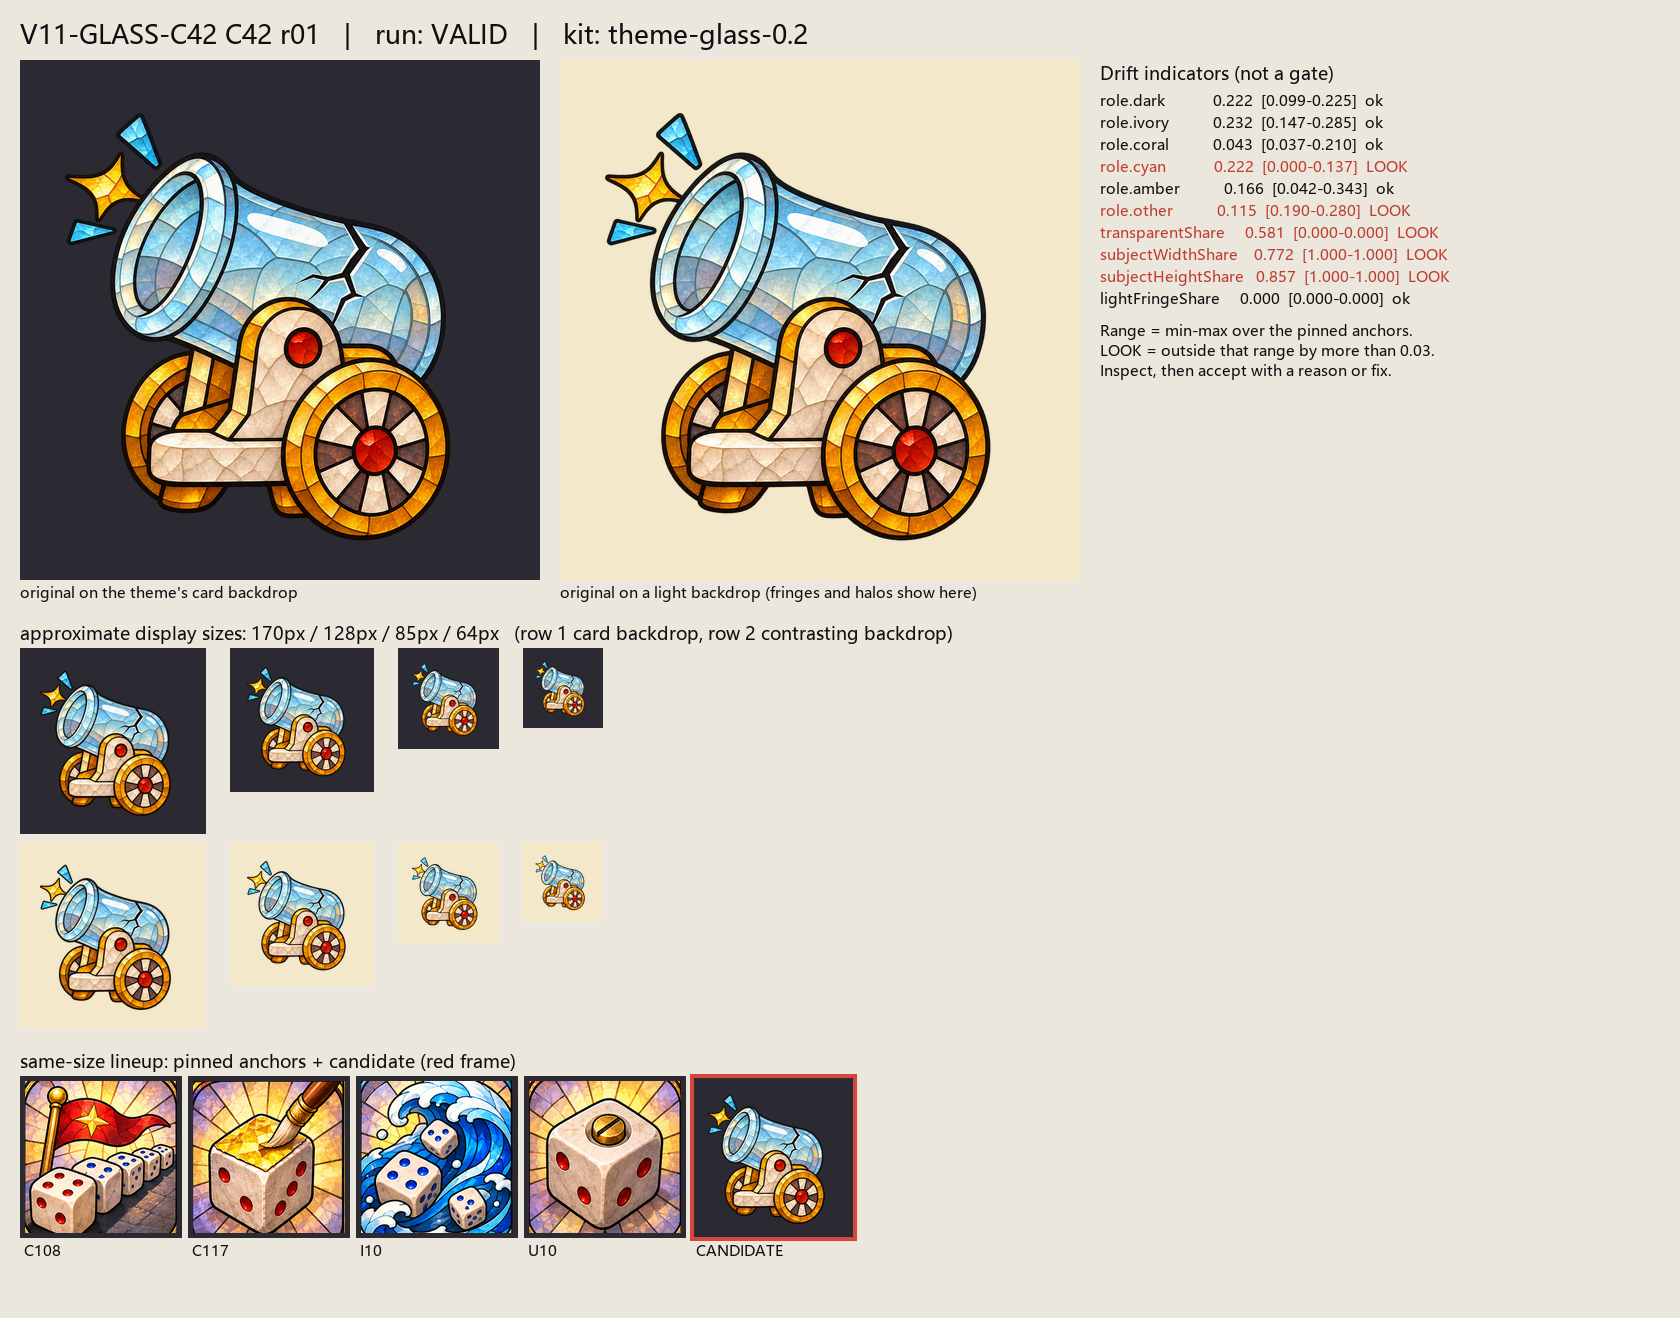 V11-GLASS-C42 C42 r01 | run: VALID | kit: theme-glass-0.2
Drift indicators (not a gate)
role.dark 0.222 [0.099-0.225] ok
role.ivory 0.232 [0.147-0.285] ok
role.coral 0.043 [0.037-0.210] ok
role.cyan 0.222 [0.000-0.137] LOOK
role.amber 0.166 [0.042-0.343] ok
role.other 0.115 [0.190-0.280] LOOK
transparentShare 0.581 [0.000-0.000] LOOK
subjectWidthShare 0.772 [1.000-1.000] LOOK
subjectHeightShare 0.857 [1.000-1.000] LOOK
lightFringeShare 0.000 [0.000-0.000] ok
Range = min-max over the pinned anchors.
LOOK = outside that range by more than 0.03.
Inspect, then accept with a reason or fix.
original on the theme's card backdrop
original on a light backdrop (fringes and halos show here)
approximate display sizes: 170px / 128px / 85px / 64px (row 1 card backdrop, row 2 contrasting backdrop)
same-size lineup: pinned anchors + candidate (red frame)
C108
C117
I10
U10
CANDIDATE